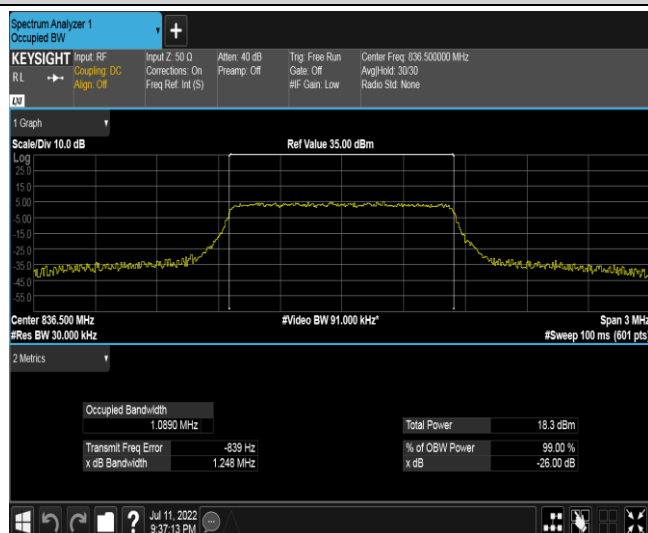 Spectrum Analyzer 1
Occupied BW
+
KEYSIGHT
RL
LXI
Input: RF
Coupling: DC
Align: Off
Input Z: 50 Ω
Corrections: On
Freq Ref: Int (S)
Atten: 40 dB
Preamp: Off
Trig: Free Run
Gate: Off
#IF Gain: Low
Center Freq: 836.500000 MHz
Avg|Hold: 30/30
Radio Std: None
1 Graph
Scale/Div 10.0 dB
Ref Value 35.00 dBm
Log
25.0
15.0
5.00
-5.00
-15.0
-25.0
-35.0
-45.0
-55.0
Center 836.500 MHz
#Video BW 91.000 kHz*
Span 3 MHz
#Res BW 30.000 kHz
#Sweep 100 ms (601 pts)
2 Metrics
Occupied Bandwidth
1.0890 MHz
Total Power 18.3 dBm
Transmit Freq Error -839 Hz
% of OBW Power 99.00 %
x dB Bandwidth 1.248 MHz
x dB -26.00 dB
?
Jul 11, 2022
9:37:13 PM